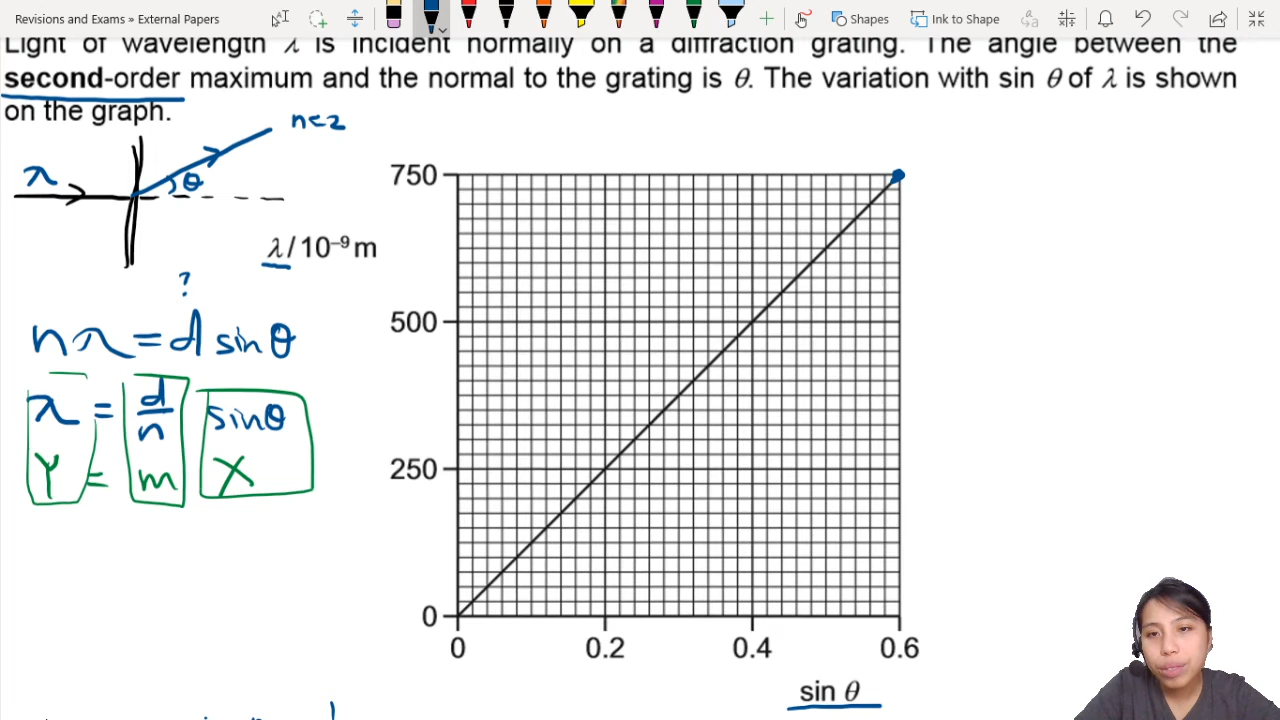 Revisions and Exams » External Papers
Shapes
Ink to Shape
Light of wavelength λ is incident normally on a diffraction grating. The angle between the
second-order maximum and the normal to the grating is θ. The variation with sin θ of λ is shown
on the graph.
n=2
λ
θ
λ/10⁻⁹m
?
nλ = d sinθ
λ = d/n sinθ
Y = m X
750
500
250
0
0 0.2 0.4 0.6
sin θ